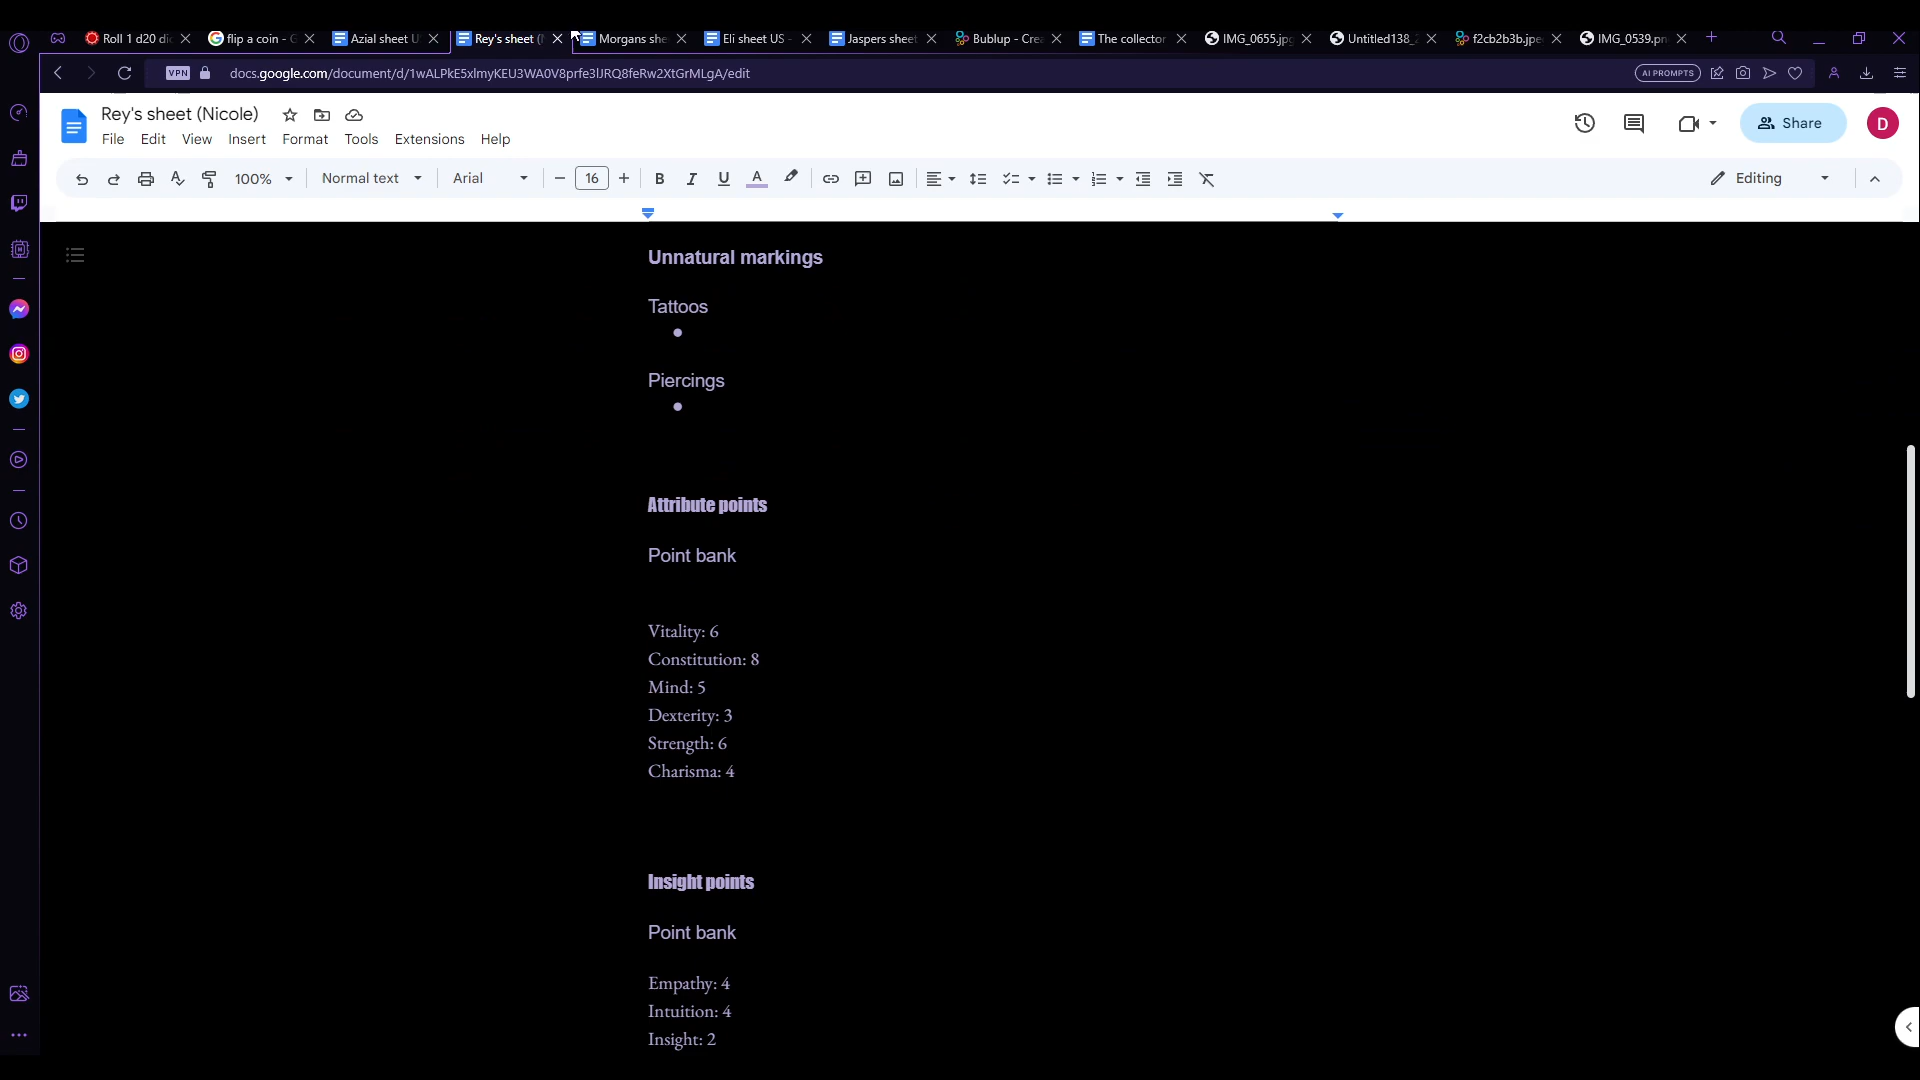 Roll 1 d20 di
flip a coin - G
Azial sheet U
Rey's sheet (
Morgans she
Eli sheet US -
Jaspers sheet
Bublup - Crea
The collector
IMG_0655.jpg
Untitled138_
f2cb2b3b.jpe
IMG_0539.pn
VPN
docs.google.com/document/d/1wALPkE5xlmyKEU3WA0V8prfe3lJRQ8feRw2XtGrMLgA/edit
AI PROMPTS
Rey's sheet (Nicole)
File Edit View Insert Format Tools Extensions Help
Share
D
100%
Normal text
Arial
16
B I U A
Editing
Unnatural markings
Tattoos
Piercings
Attribute points
Point bank
Vitality: 6
Constitution: 8
Mind: 5
Dexterity: 3
Strength: 6
Charisma: 4
Insight points
Point bank
Empathy: 4
Intuition: 4
Insight: 2